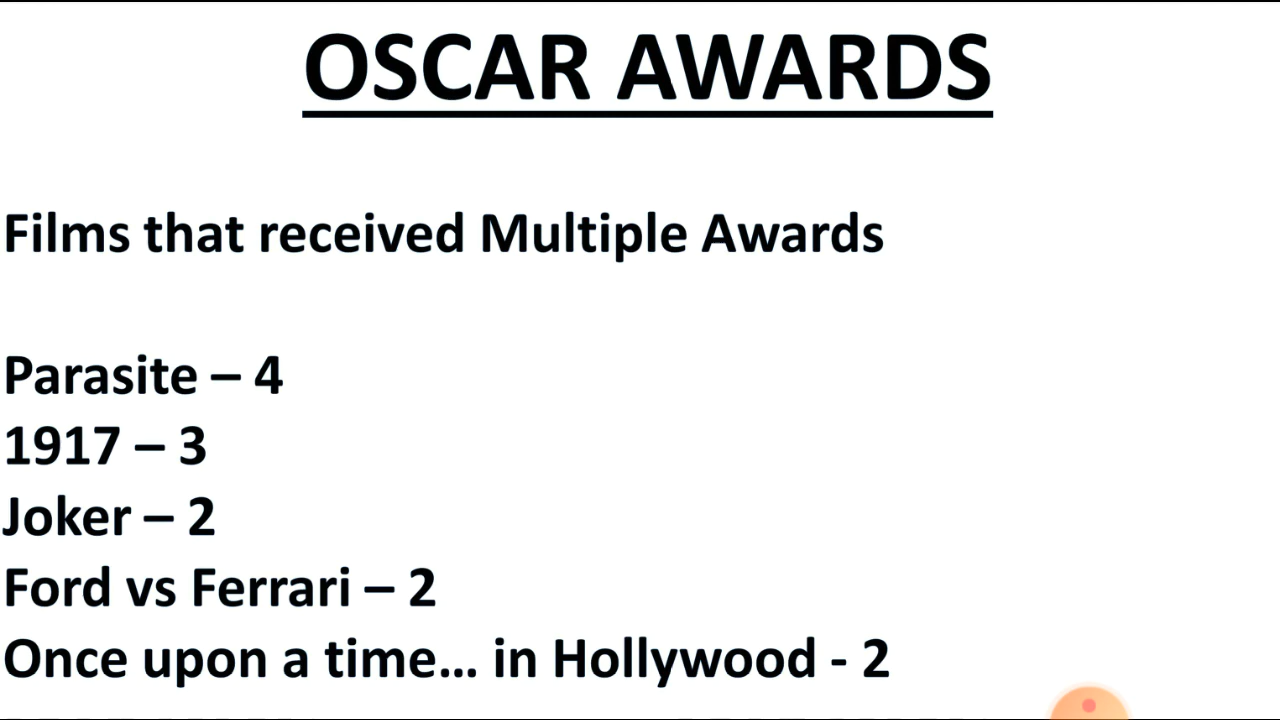 OSCAR AWARDS
Films that received Multiple Awards
Parasite – 4
1917 – 3
Joker – 2
Ford vs Ferrari – 2
Once upon a time... in Hollywood - 2